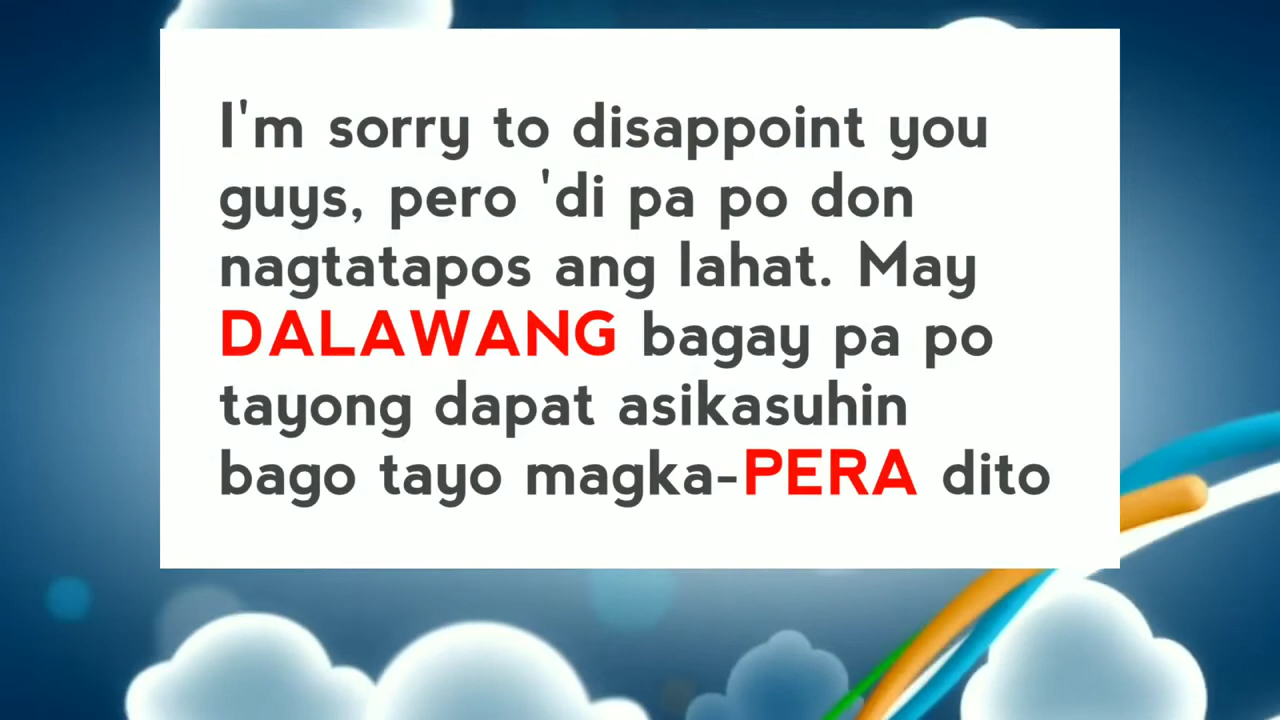 I'm sorry to disappoint you
guys, pero 'di pa po don
nagtatapos ang lahat. May
DALAWANG bagay pa po
tayong dapat asikasuhin
bago tayo magka-PERA dito